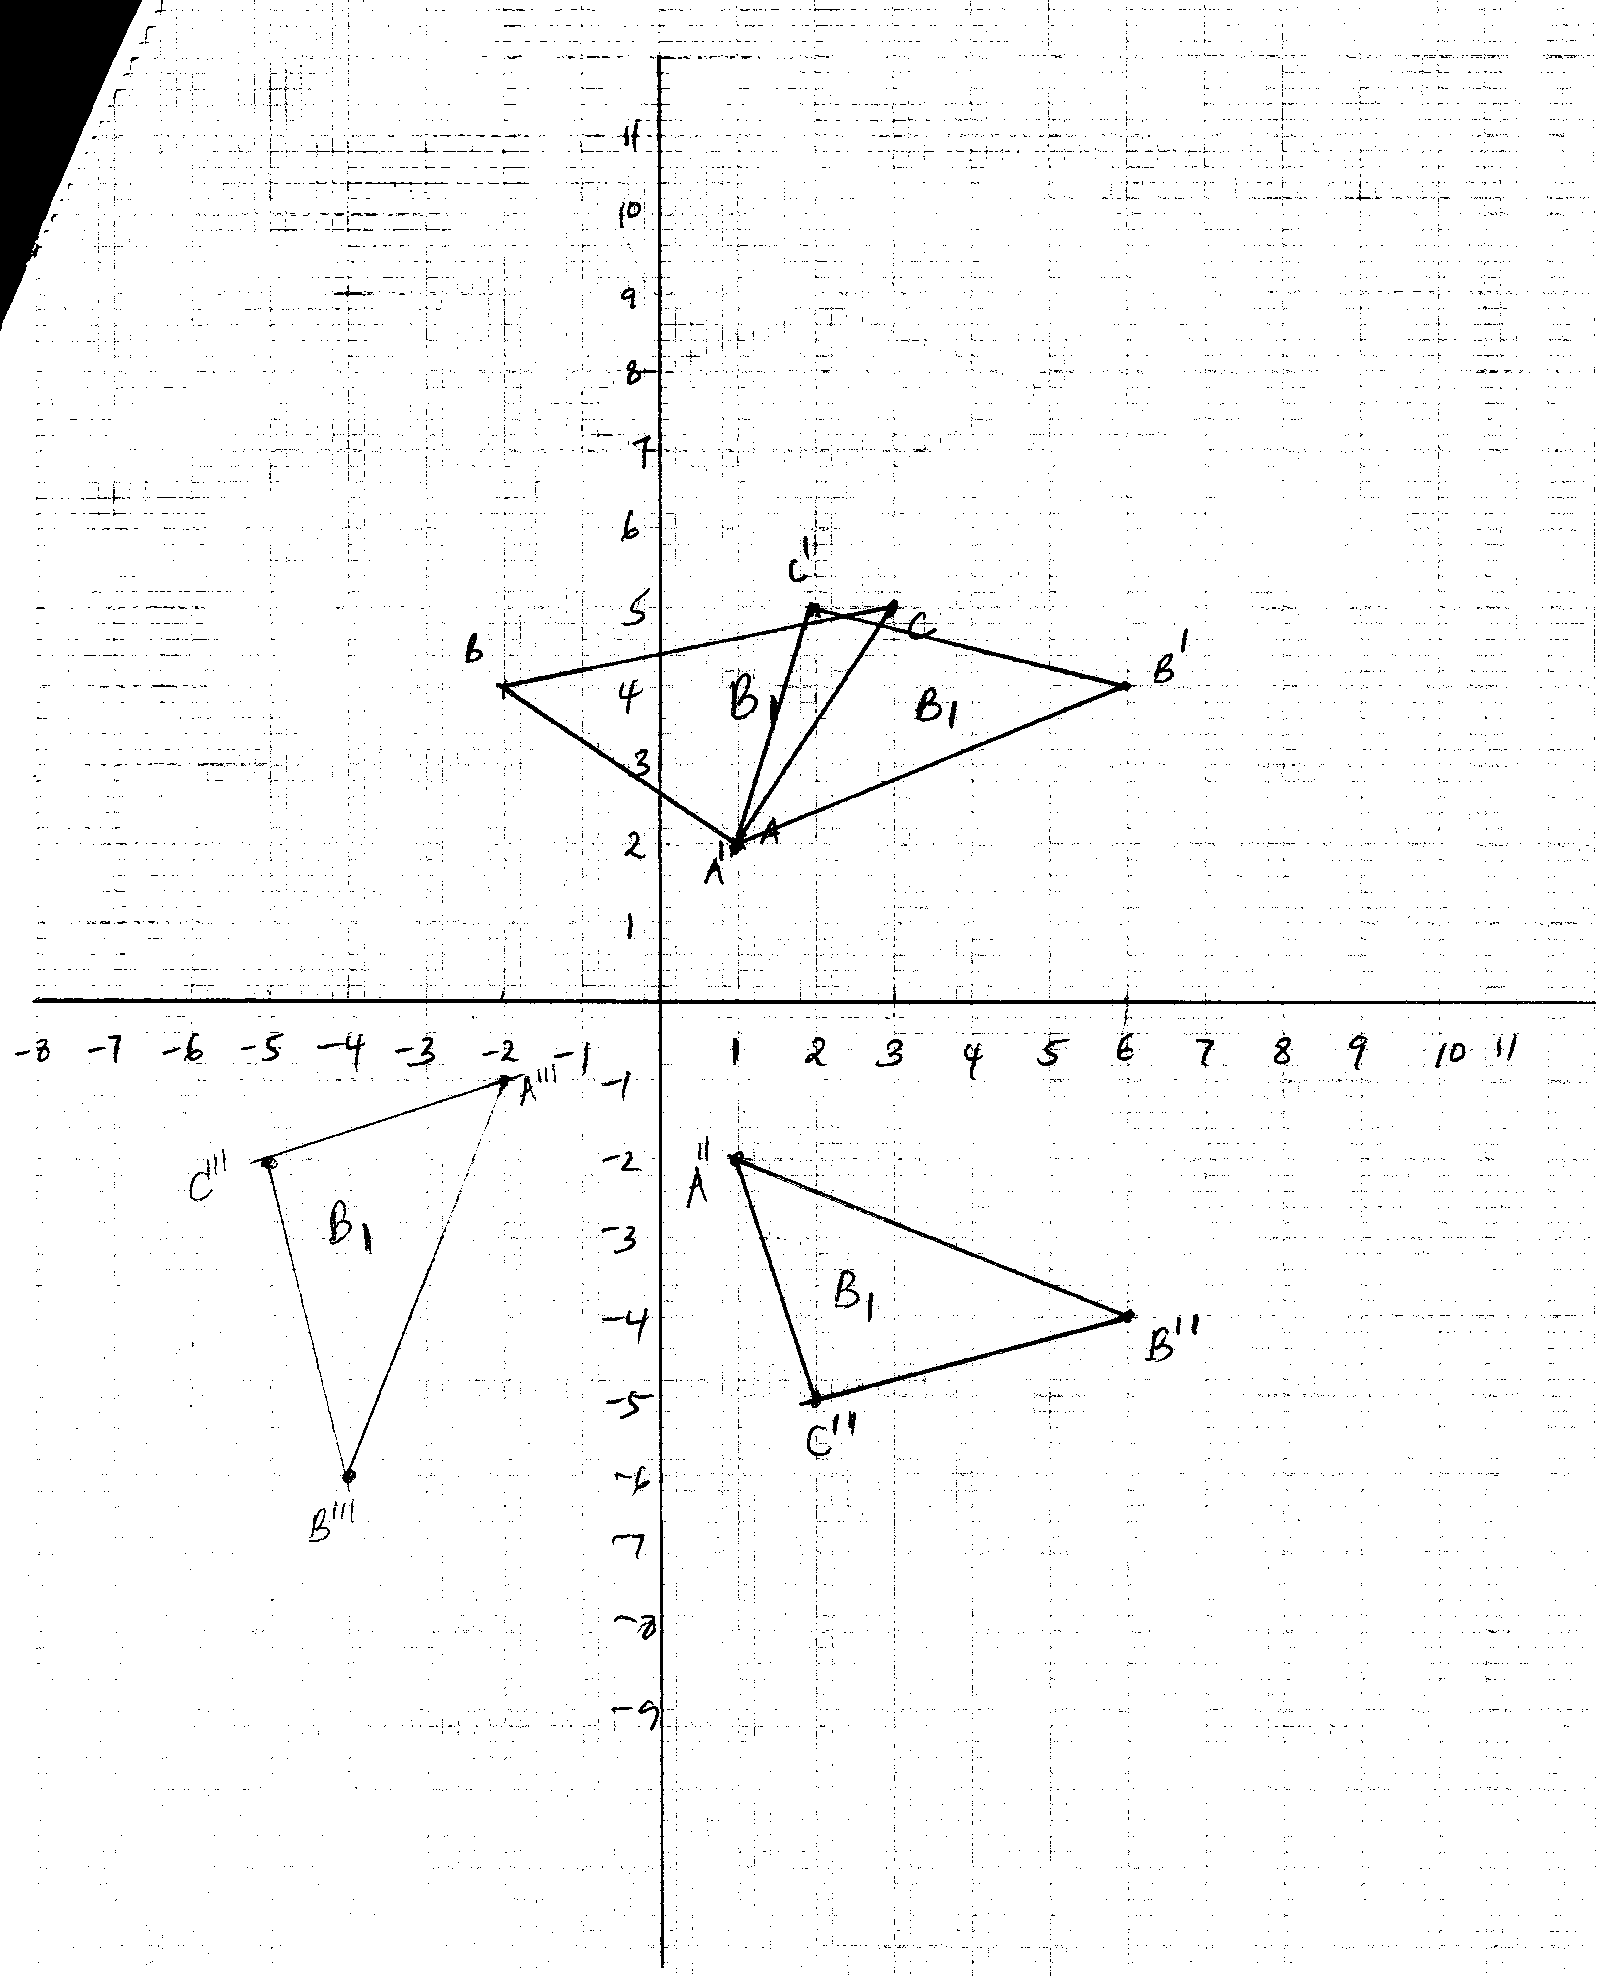 11
10
9
8
7
6
C"
5
C
B
B'
4
B1
B1
3
2
A
A"
1
-8 -7 -6 -5 -4 -3 -2 -1 1 2 3 4 5 6 7 8 9 10 11
-1
A'''
-2
A"
C'''
B1
-3
B1
-4
B"
-5
C"
-6
B'''
-7
-8
-9